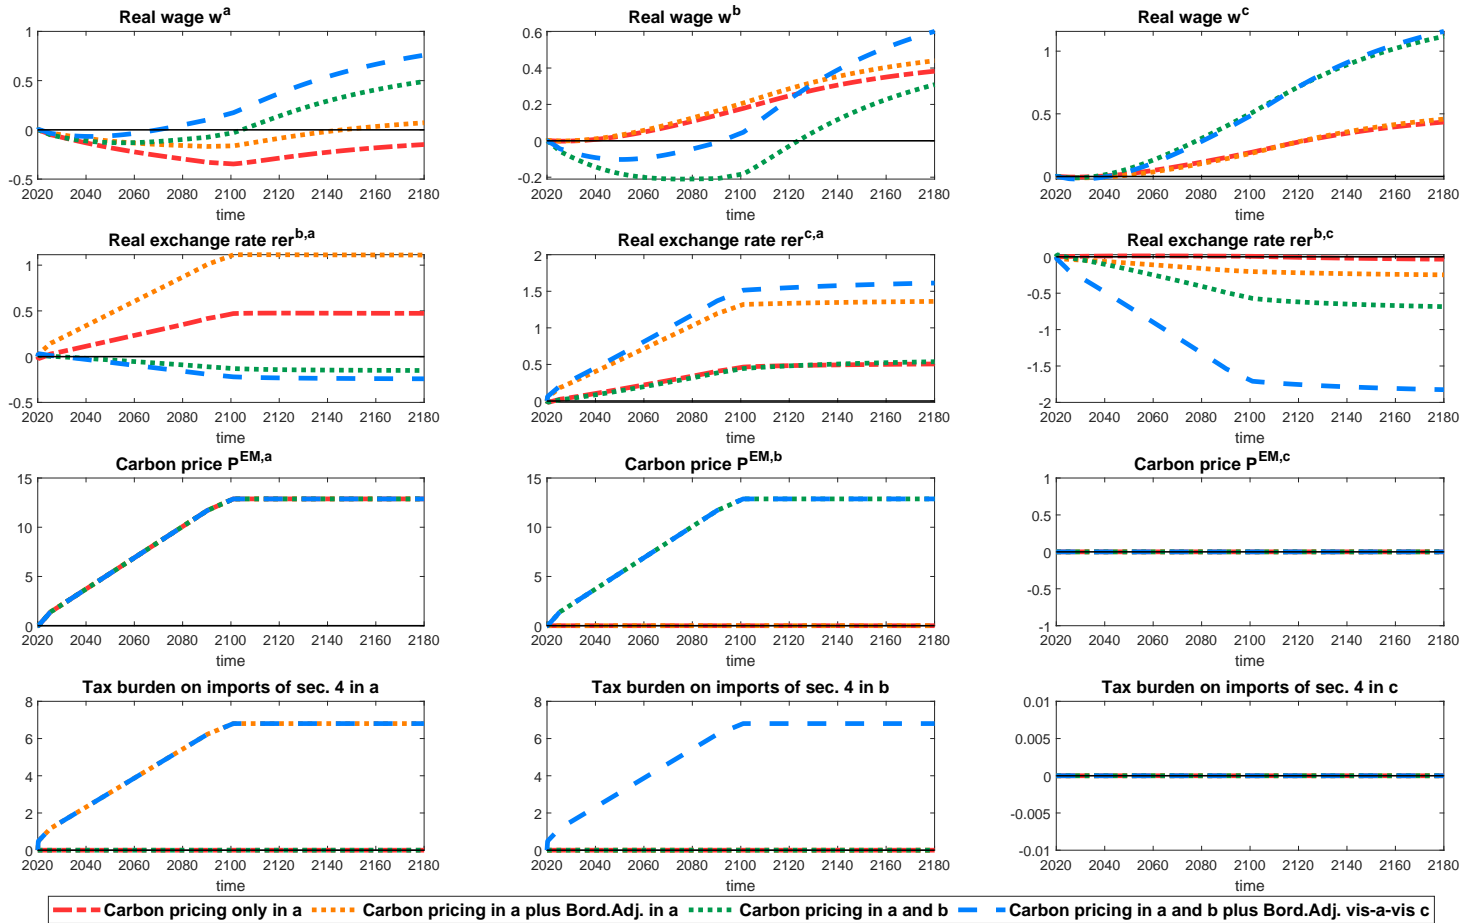 Real wage w^a
1
0.5
0
-0.5
2020 2040 2060 2080 2100 2120 2140 2160 2180
time
Real wage w^b
0.6
0.4
0.2
0
-0.2
2020 2040 2060 2080 2100 2120 2140 2160 2180
time
Real wage w^c
1
0.5
0
2020 2040 2060 2080 2100 2120 2140 2160 2180
time
Real exchange rate rer^b,a
1
0.5
0
-0.5
2020 2040 2060 2080 2100 2120 2140 2160 2180
time
Real exchange rate rer^c,a
2
1.5
1
0.5
0
2020 2040 2060 2080 2100 2120 2140 2160 2180
time
Real exchange rate rer^b,c
0
-0.5
-1
-1.5
-2
2020 2040 2060 2080 2100 2120 2140 2160 2180
time
Carbon price P^EM,a
15
10
5
0
2020 2040 2060 2080 2100 2120 2140 2160 2180
time
Carbon price P^EM,b
15
10
5
0
2020 2040 2060 2080 2100 2120 2140 2160 2180
time
Carbon price P^EM,c
1
0.5
0
-0.5
-1
2020 2040 2060 2080 2100 2120 2140 2160 2180
time
Tax burden on imports of sec. 4 in a
8
6
4
2
0
2020 2040 2060 2080 2100 2120 2140 2160 2180
time
Tax burden on imports of sec. 4 in b
8
6
4
2
0
2020 2040 2060 2080 2100 2120 2140 2160 2180
time
Tax burden on imports of sec. 4 in c
0.01
0.005
0
-0.005
-0.01
2020 2040 2060 2080 2100 2120 2140 2160 2180
time
Carbon pricing only in a Carbon pricing in a plus Bord.Adj. in a Carbon pricing in a and b Carbon pricing in a and b plus Bord.Adj. vis-a-vis c